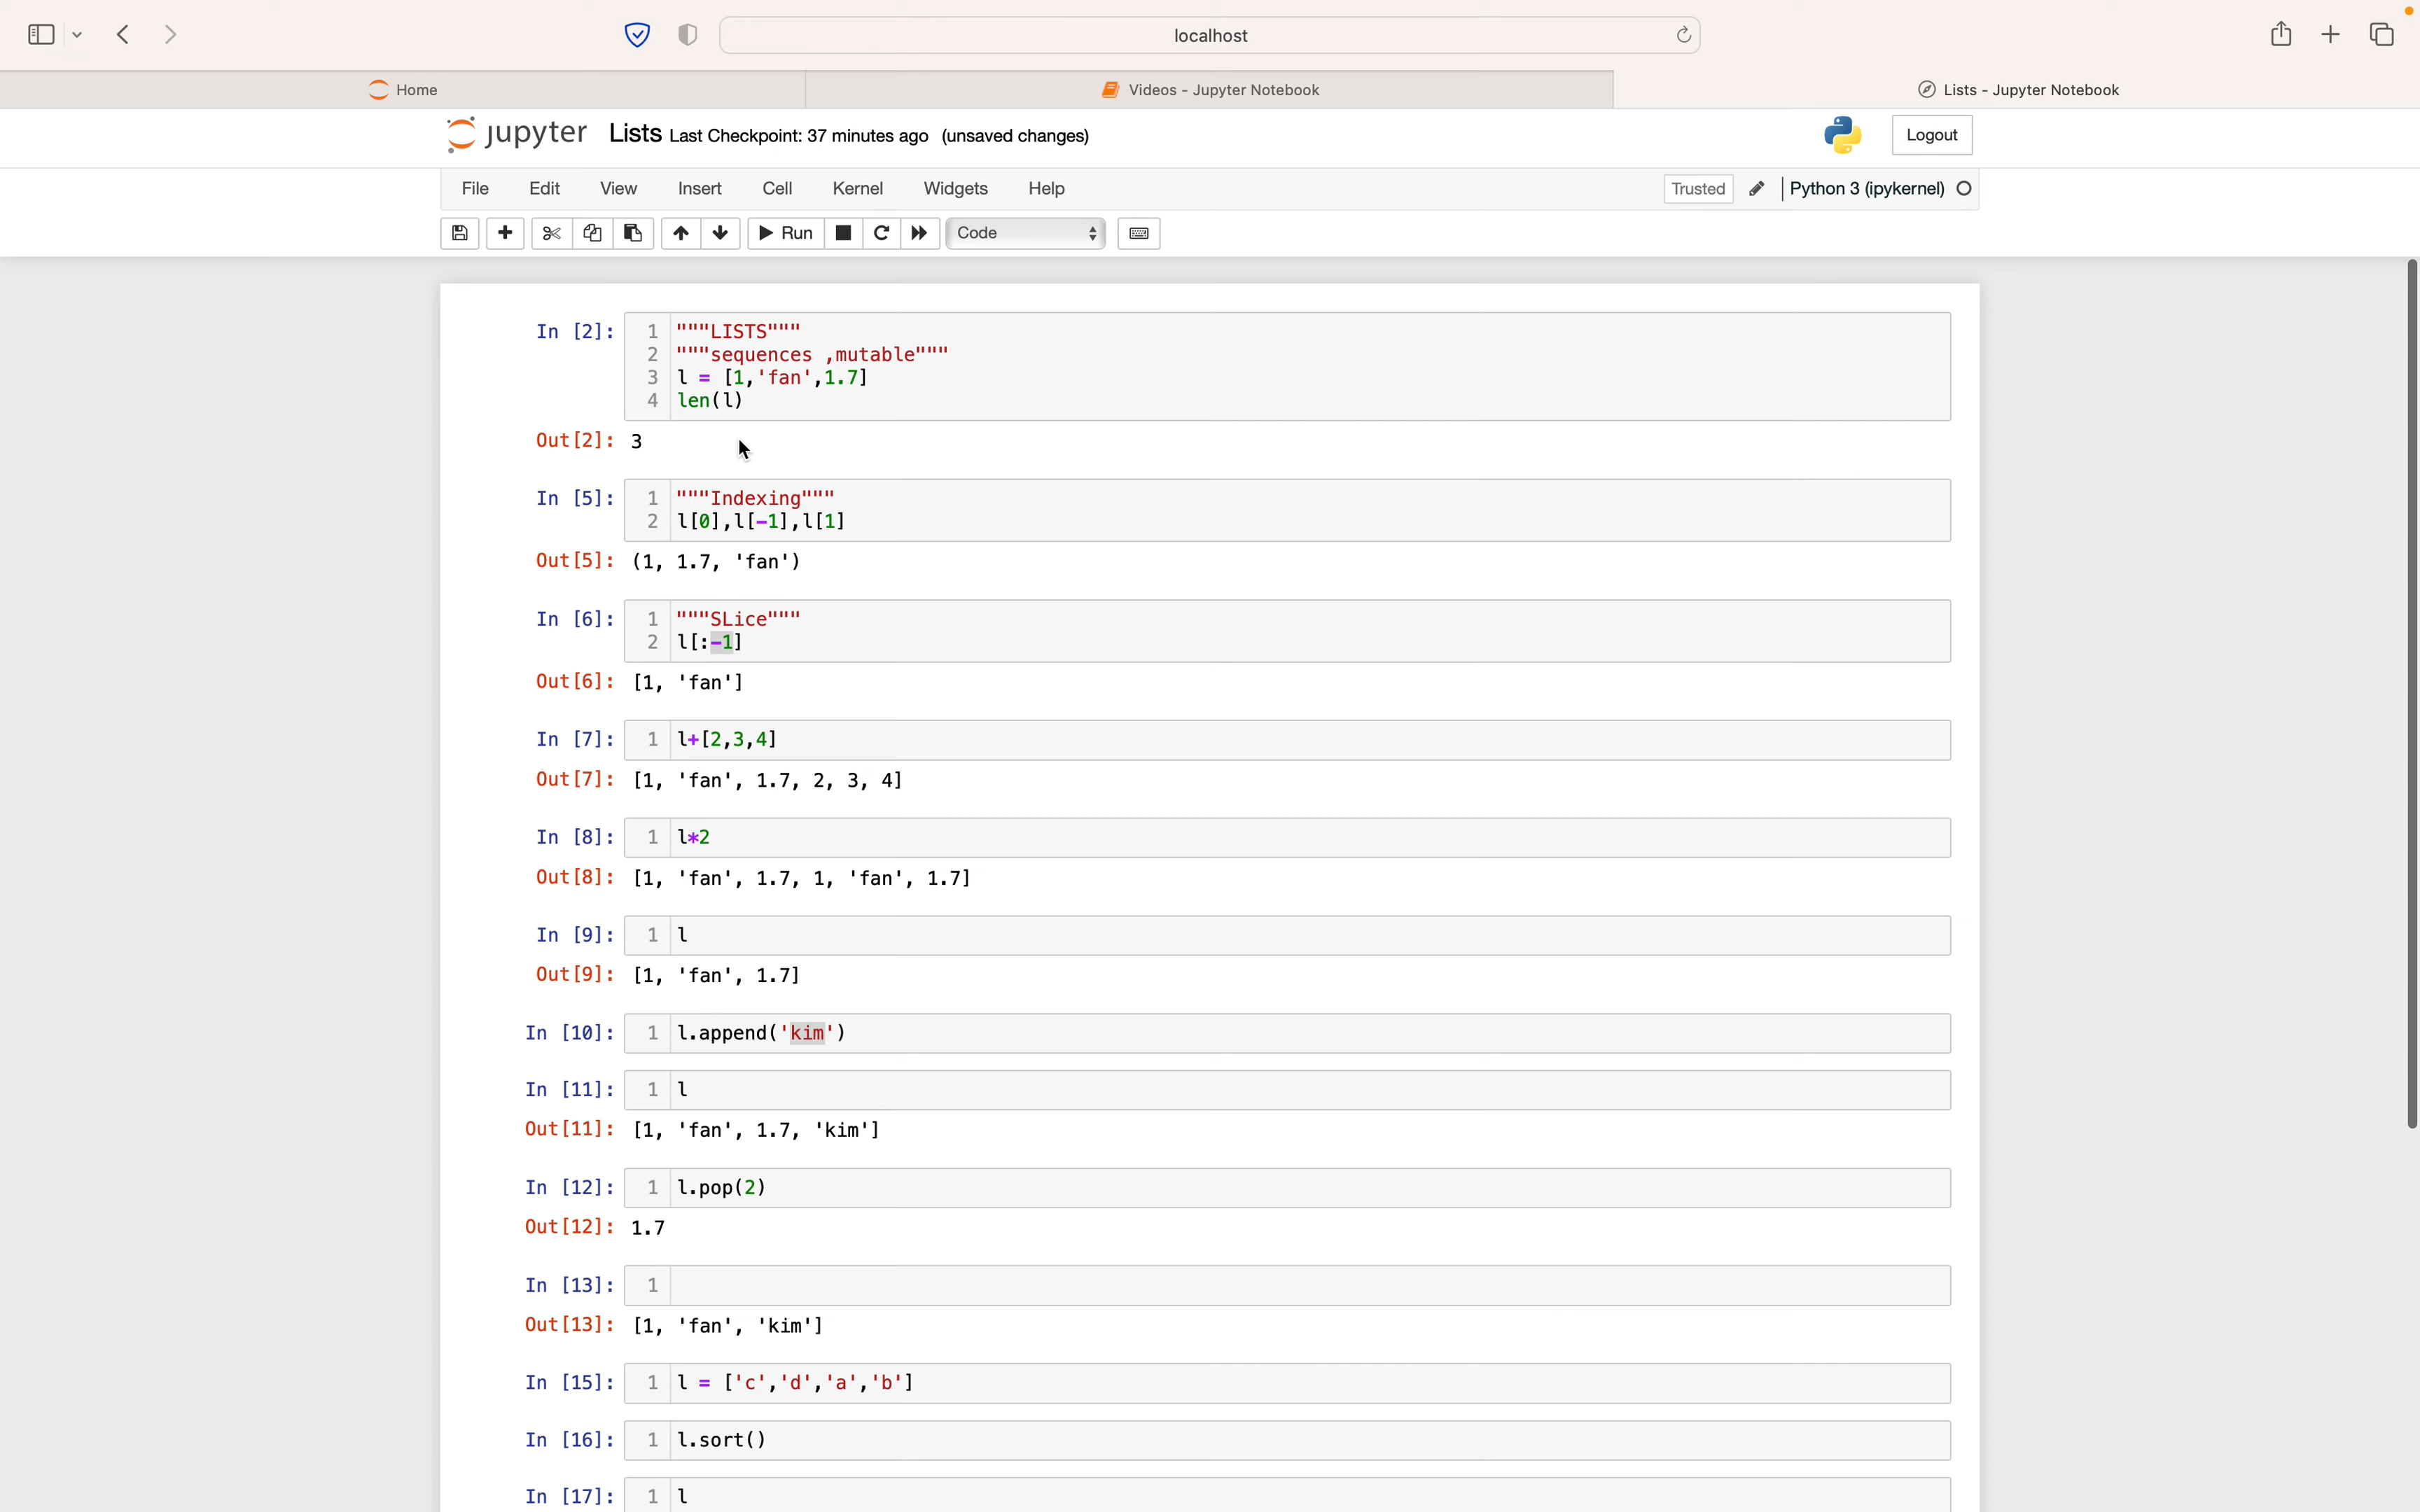 localhost
Home
Videos - Jupyter Notebook
Lists - Jupyter Notebook
jupyter Lists Last Checkpoint: 37 minutes ago (unsaved changes)
Logout
File Edit View Insert Cell Kernel Widgets Help
Trusted Python 3 (ipykernel)
Run Code
In [2]: 1 """LISTS"""
2 """sequences ,mutable"""
3 l = [1,'fan',1.7]
4 len(l)
Out[2]: 3
In [5]: 1 """Indexing"""
2 l[0],l[-1],l[1]
Out[5]: (1, 1.7, 'fan')
In [6]: 1 """SLice"""
2 l[:-1]
Out[6]: [1, 'fan']
In [7]: 1 l+[2,3,4]
Out[7]: [1, 'fan', 1.7, 2, 3, 4]
In [8]: 1 l*2
Out[8]: [1, 'fan', 1.7, 1, 'fan', 1.7]
In [9]: 1 l
Out[9]: [1, 'fan', 1.7]
In [10]: 1 l.append('kim')
In [11]: 1 l
Out[11]: [1, 'fan', 1.7, 'kim']
In [12]: 1 l.pop(2)
Out[12]: 1.7
In [13]: 1
Out[13]: [1, 'fan', 'kim']
In [15]: 1 l = ['c','d','a','b']
In [16]: 1 l.sort()
In [17]: 1 l